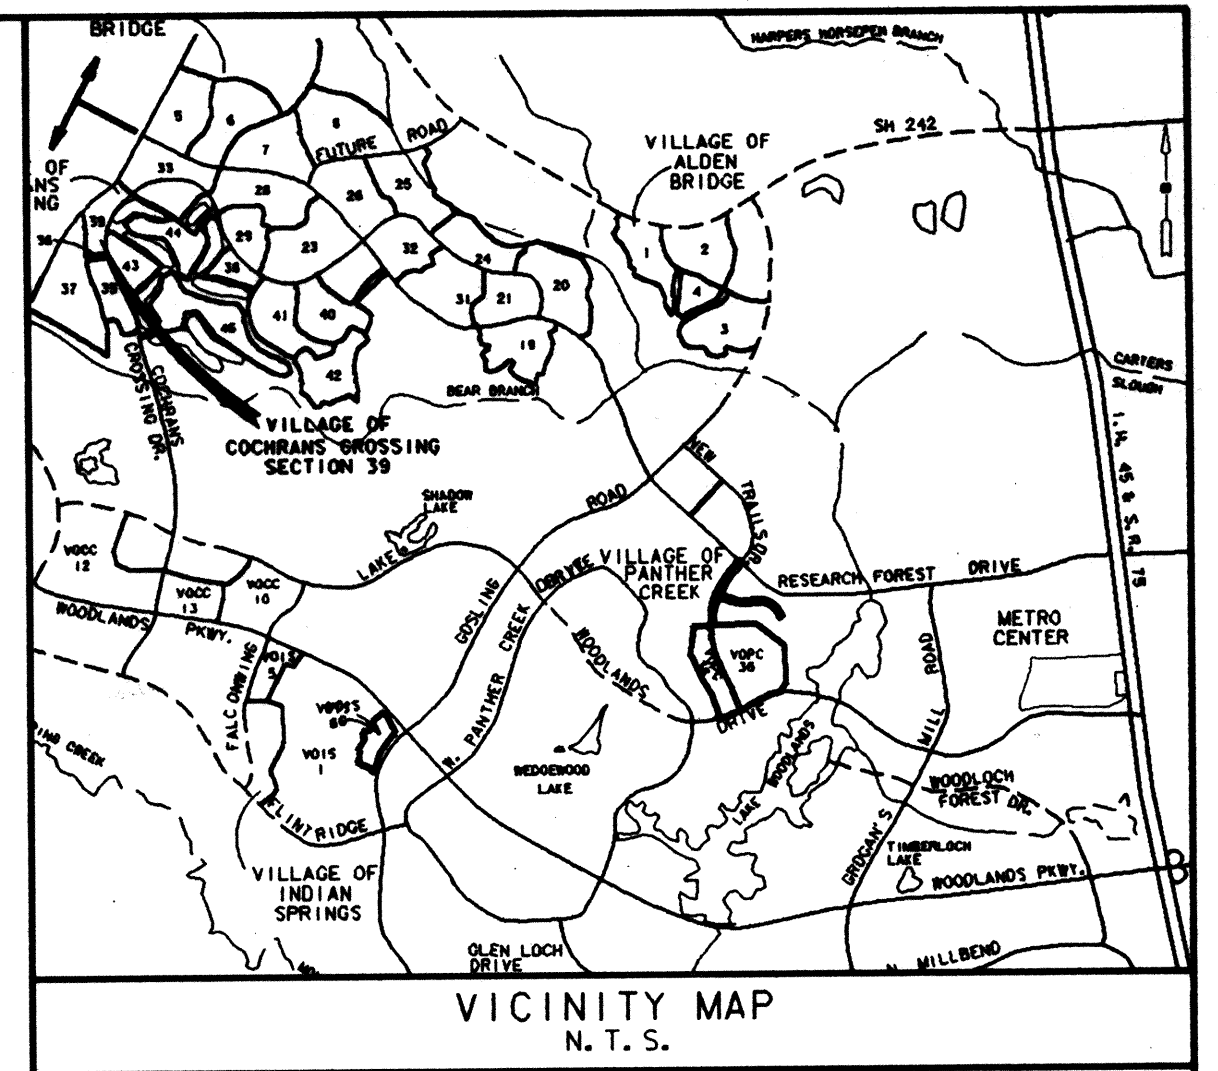 BRIDGE
HARPERS HORSEPEN BRANCH
SH 242
VILLAGE OF
ALDEN
BRIDGE
FUTURE ROAD
OF
ANS
NG
5
6
7
8
33
28
26
25
39
44
29
23
32
24
36
43
38
37
39
31
21
20
41
40
46
19
42
1
2
4
3
BEAR BRANCH
COCHRANS
CROSSING DR.
VILLAGE OF
COCHRANS CROSSING
SECTION 39
CARTERS
SLOUGH
I.H. 45 & S.R. 75
NEW
TRAILS DR.
SHADOW
LAKE
ROAD
LAKE
GOSLING
VOCC
12
VOCC
13
VOCC
10
WOODLANDS
PKWY.
VILLAGE OF
PANTHER
CREEK
RESEARCH FOREST DRIVE
METRO
CENTER
W. PANTHER CREEK
WOODLANDS
DRIVE
VOPC
36
ROAD
MILL
GROGAN'S
FALCONWING
VOIS
VOIS
1
WEDGEWOOD
LAKE
LAKE WOODLANDS
WOODLOCH
FOREST DR.
TIMBERLOCH
LAKE
WOODLANDS PKWY.
ING CREEK
FLINTRIDGE
VILLAGE OF
INDIAN
SPRINGS
GLEN LOCH
DRIVE
N MILLBEND
VICINITY MAP
N. T. S.